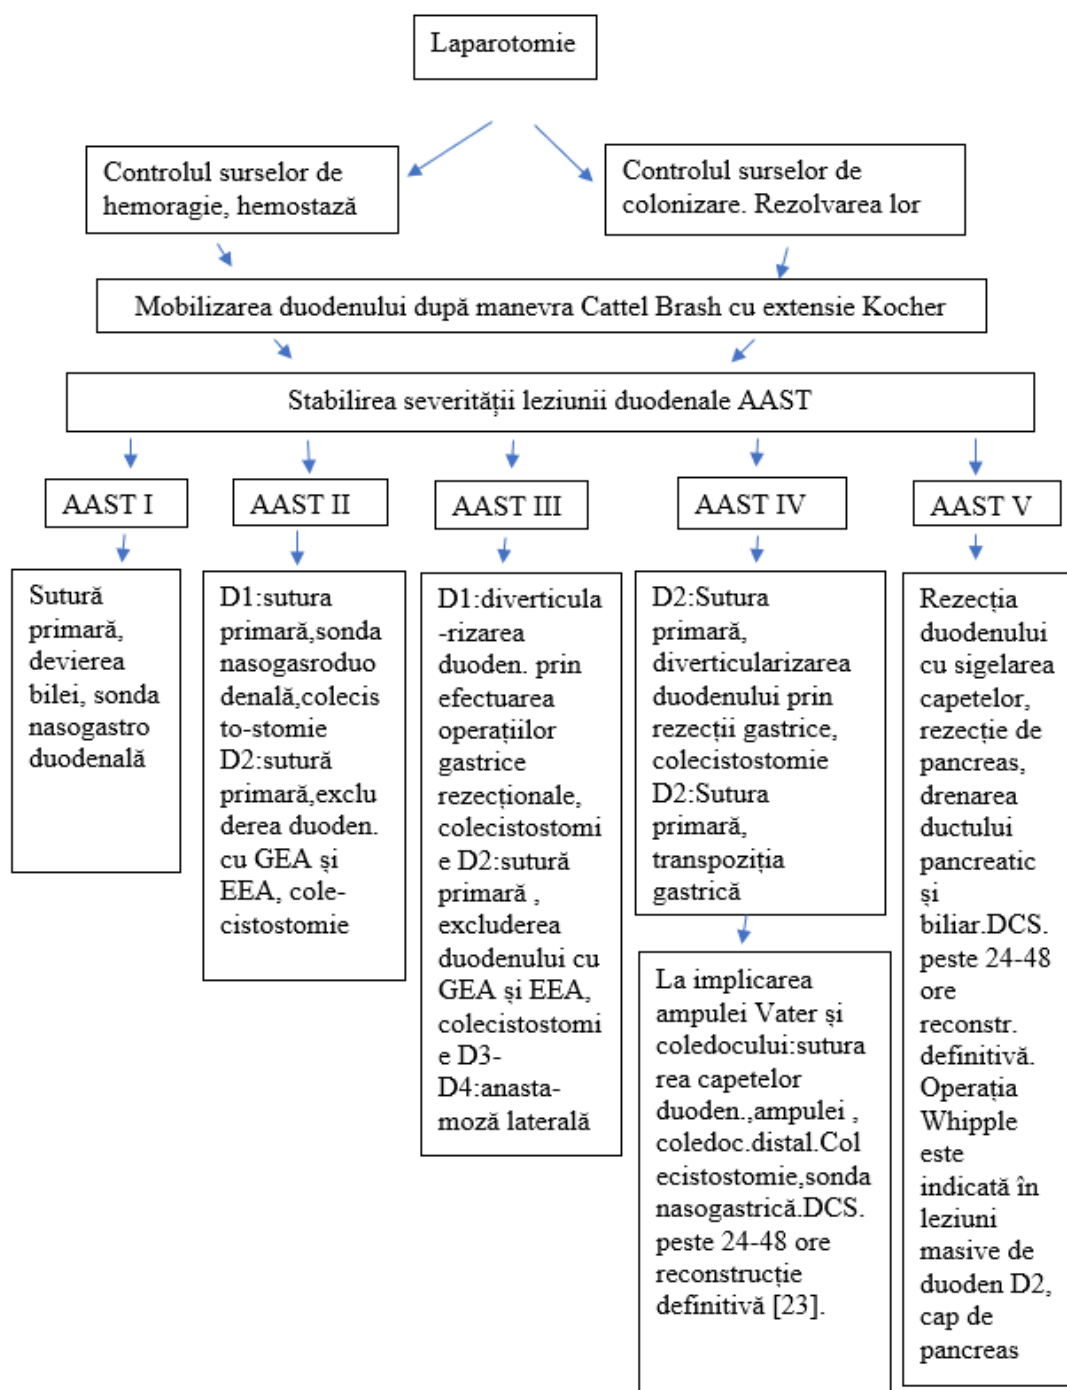 Laparotomie
Controlul surselor de
hemoragie, hemostază
Controlul surselor de
colonizare. Rezolvarea lor
Mobilizarea duodenului după manevra Cattel Brash cu extensie Kocher
Stabilirea severității leziunii duodenale AAST
AAST I
AAST II
AAST III
AAST IV
AAST V
Sutură
primară,
devierea
bilei, sonda
nasogastro
duodenală
D1:sutura
primară,sonda
nasogasroduo
denală,colecis
to-stomie
D2:sutură
primară,exclu
derea duoden.
cu GEA și
EEA, cole-
cistostomie
D1:diverticula
-rizarea
duoden. prin
efectuarea
operațiilor
gastrice
rezecționale,
colecistostomi
e D2:sutură
primară ,
excluderea
duodenului cu
GEA și EEA,
colecistostomi
e D3-
D4:anasta-
moză laterală
D2:Sutura
primară,
diverticularizarea
duodenului prin
rezecții gastrice,
colecistostomie
D2:Sutura
primară,
transpoziția
gastrică
La implicarea
ampulei Vater și
coledocului:sutura
rea capetelor
duoden.,ampulei ,
coledoc.distal.Col
ecistostomie,sonda
nasogastrică.DCS.
peste 24-48 ore
reconstrucție
definitivă [23].
Rezecția
duodenului
cu sigelarea
capetelor,
rezecție de
pancreas,
drenarea
ductului
pancreatic
și
biliar.DCS.
peste 24-48
ore
reconstr.
definitivă.
Operația
Whipple
este
indicată în
leziuni
masive de
duoden D2,
cap de
pancreas